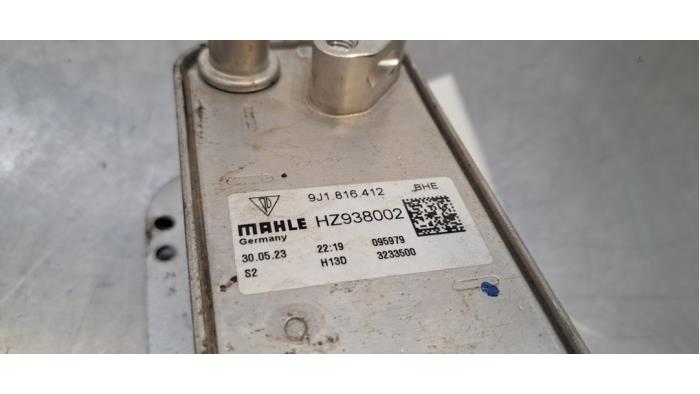 9J1.816.412 BHE
MAHLE HZ938002
Germany
30.05.23 22:19 095979
S2 H13D 3233500